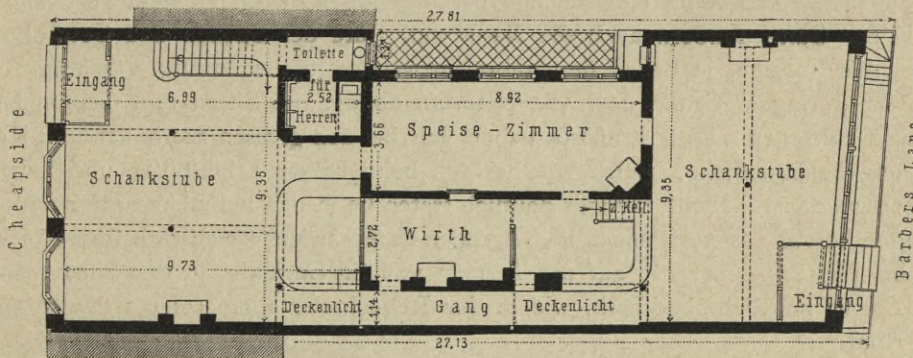 27.81
Toilette
1.37
Eingang
für
6.99
2.52
8.92
Herren
Speise-Zimmer
3.66
Cheapside
Schankstube
9.35
Schankstube
9.35
Barbers Lane
z. Kell.
Wirth
2.72
9.73
Deckenlicht
1.14
Gang
Deckenlicht
Eingang
27.13